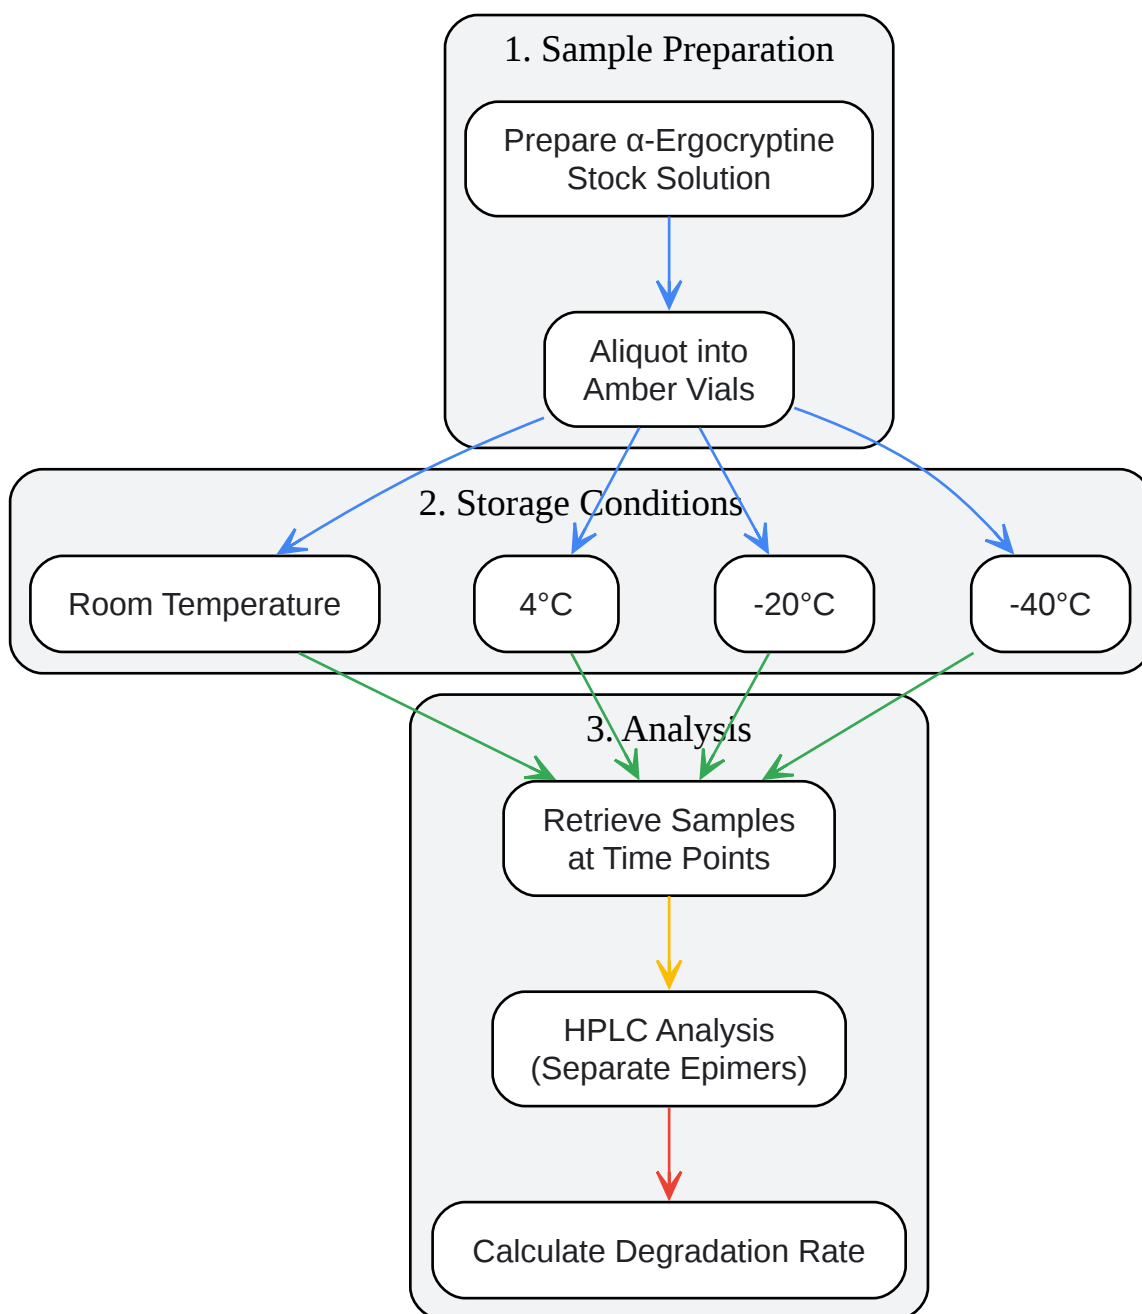 1. Sample Preparation
Prepare α-Ergocryptine
Stock Solution
Aliquot into
Amber Vials
2. Storage Conditions
Room Temperature
4°C
-20°C
-40°C
3. Analysis
Retrieve Samples
at Time Points
HPLC Analysis
(Separate Epimers)
Calculate Degradation Rate